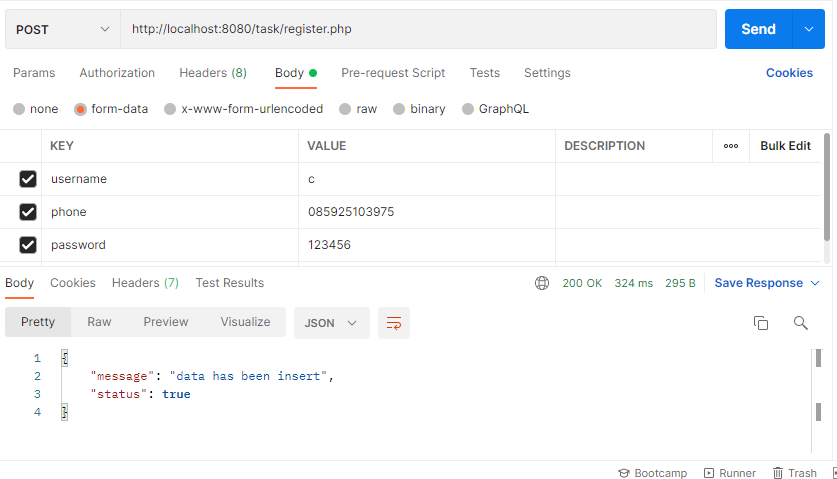 POST http://localhost:8080/task/register.php Send
Params Authorization Headers (8) Body Pre-request Script Tests Settings Cookies
none form-data x-www-form-urlencoded raw binary GraphQL
KEY VALUE DESCRIPTION ooo Bulk Edit
username c
phone 085925103975
password 123456
Body Cookies Headers (7) Test Results 200 OK 324 ms 295 B Save Response
Pretty Raw Preview Visualize JSON
1 {
2 "message": "data has been insert",
3 "status": true
4 }
Bootcamp Runner Trash